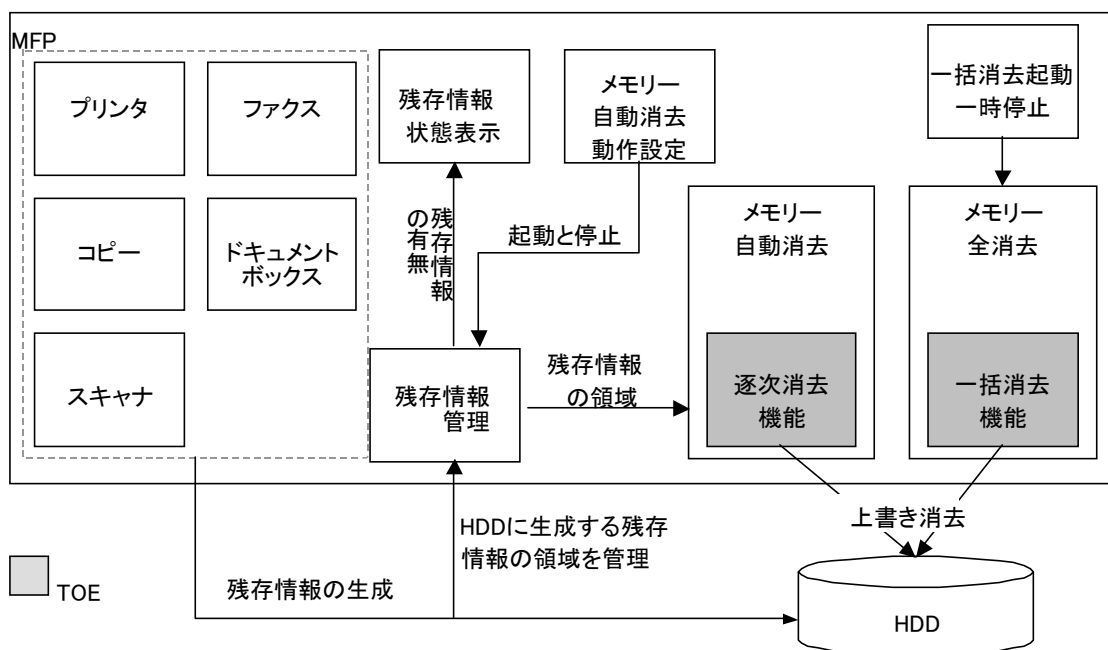 MFP
プリンタ
ファクス
コピー
ドキュメント
ボックス
スキャナ
残存情報
状態表示
メモリー
自動消去
動作設定
一括消去起動
一時停止
残存情報
の有無
起動と停止
メモリー
自動消去
メモリー
全消去
残存情報
管理
残存情報
の領域
逐次消去
機能
一括消去
機能
上書き消去
HDDに生成する残存
情報の領域を管理
残存情報の生成
TOE
HDD